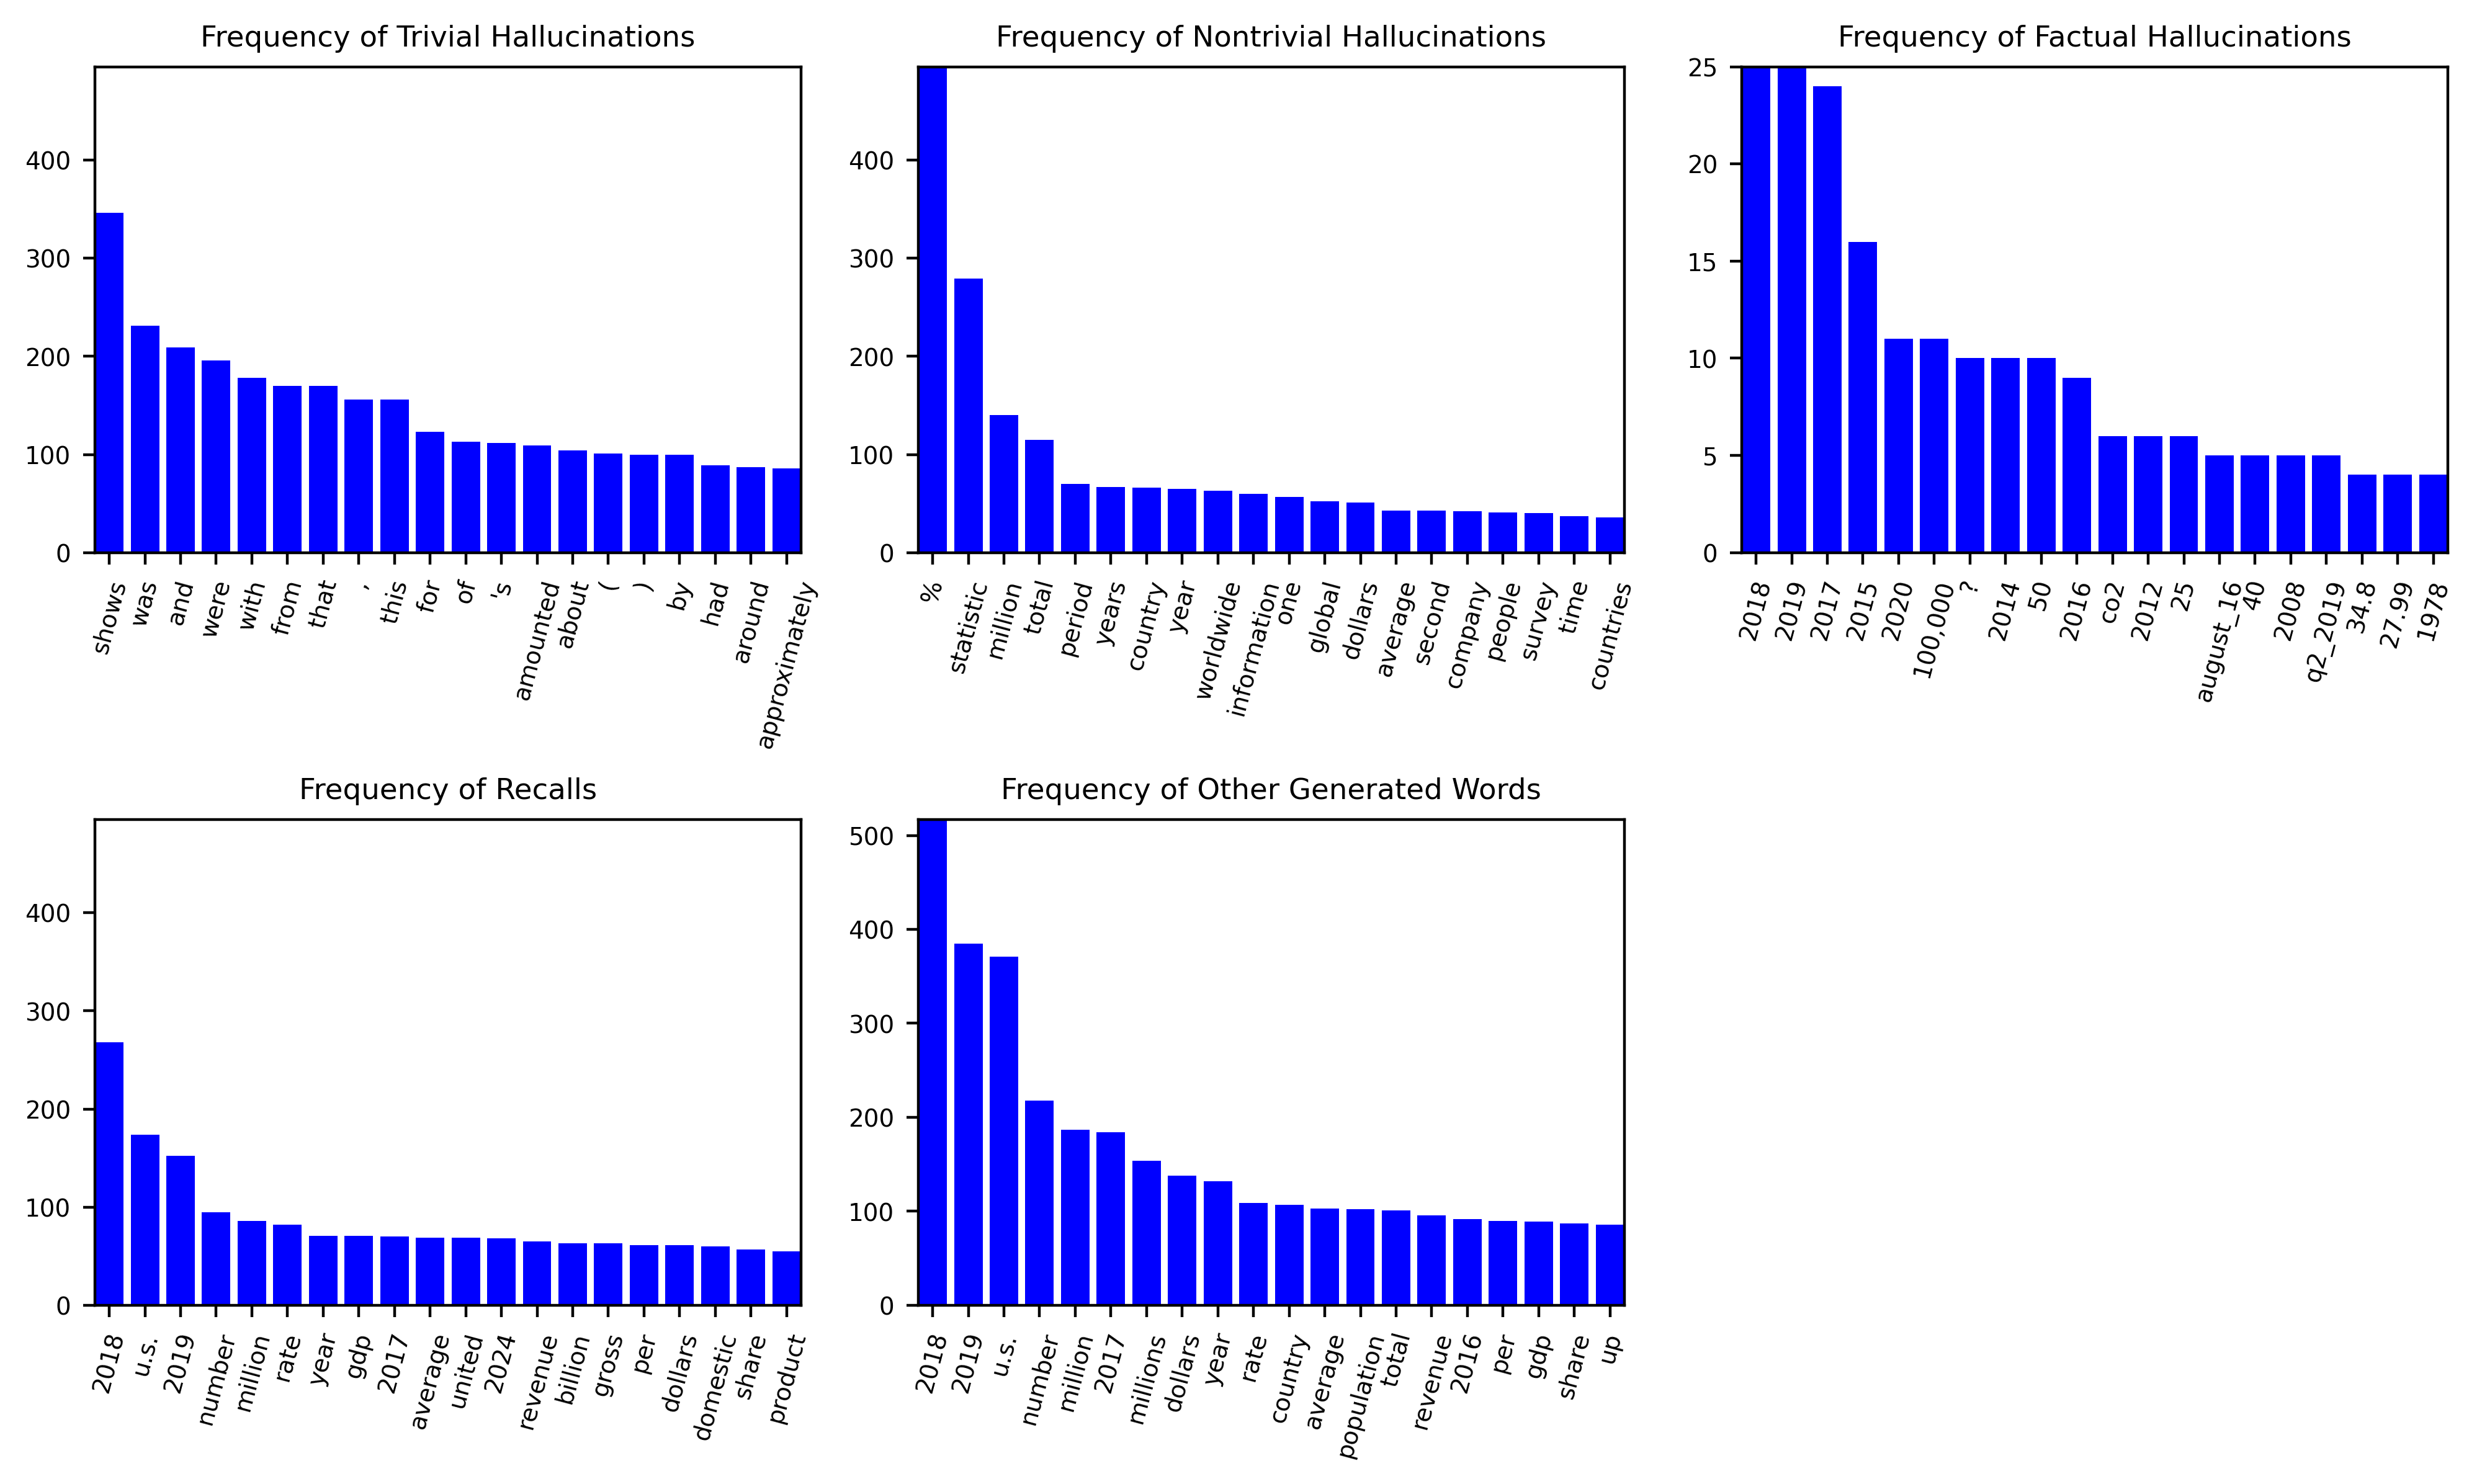 Frequency of Trivial Hallucinations
400
300
200
100
0
shows was and were with from that , this for of 's amounted about ( ) by had around approximately
Frequency of Nontrivial Hallucinations
400
300
200
100
0
% statistic million total period years country year worldwide information one global dollars average second company people survey time countries
Frequency of Factual Hallucinations
25
20
15
10
5
0
2018 2019 2017 2015 2020 100,000 ? 2014 50 2016 co2 2012 25 august_16 40 2008 q2_2019 34.8 27.99 1978
Frequency of Recalls
400
300
200
100
0
2018 u.s. 2019 number million rate year gdp 2017 average united 2024 revenue billion gross per dollars domestic share product
Frequency of Other Generated Words
500
400
300
200
100
0
2018 2019 u.s. number million 2017 millions dollars year rate country average population total revenue 2016 per gdp share up